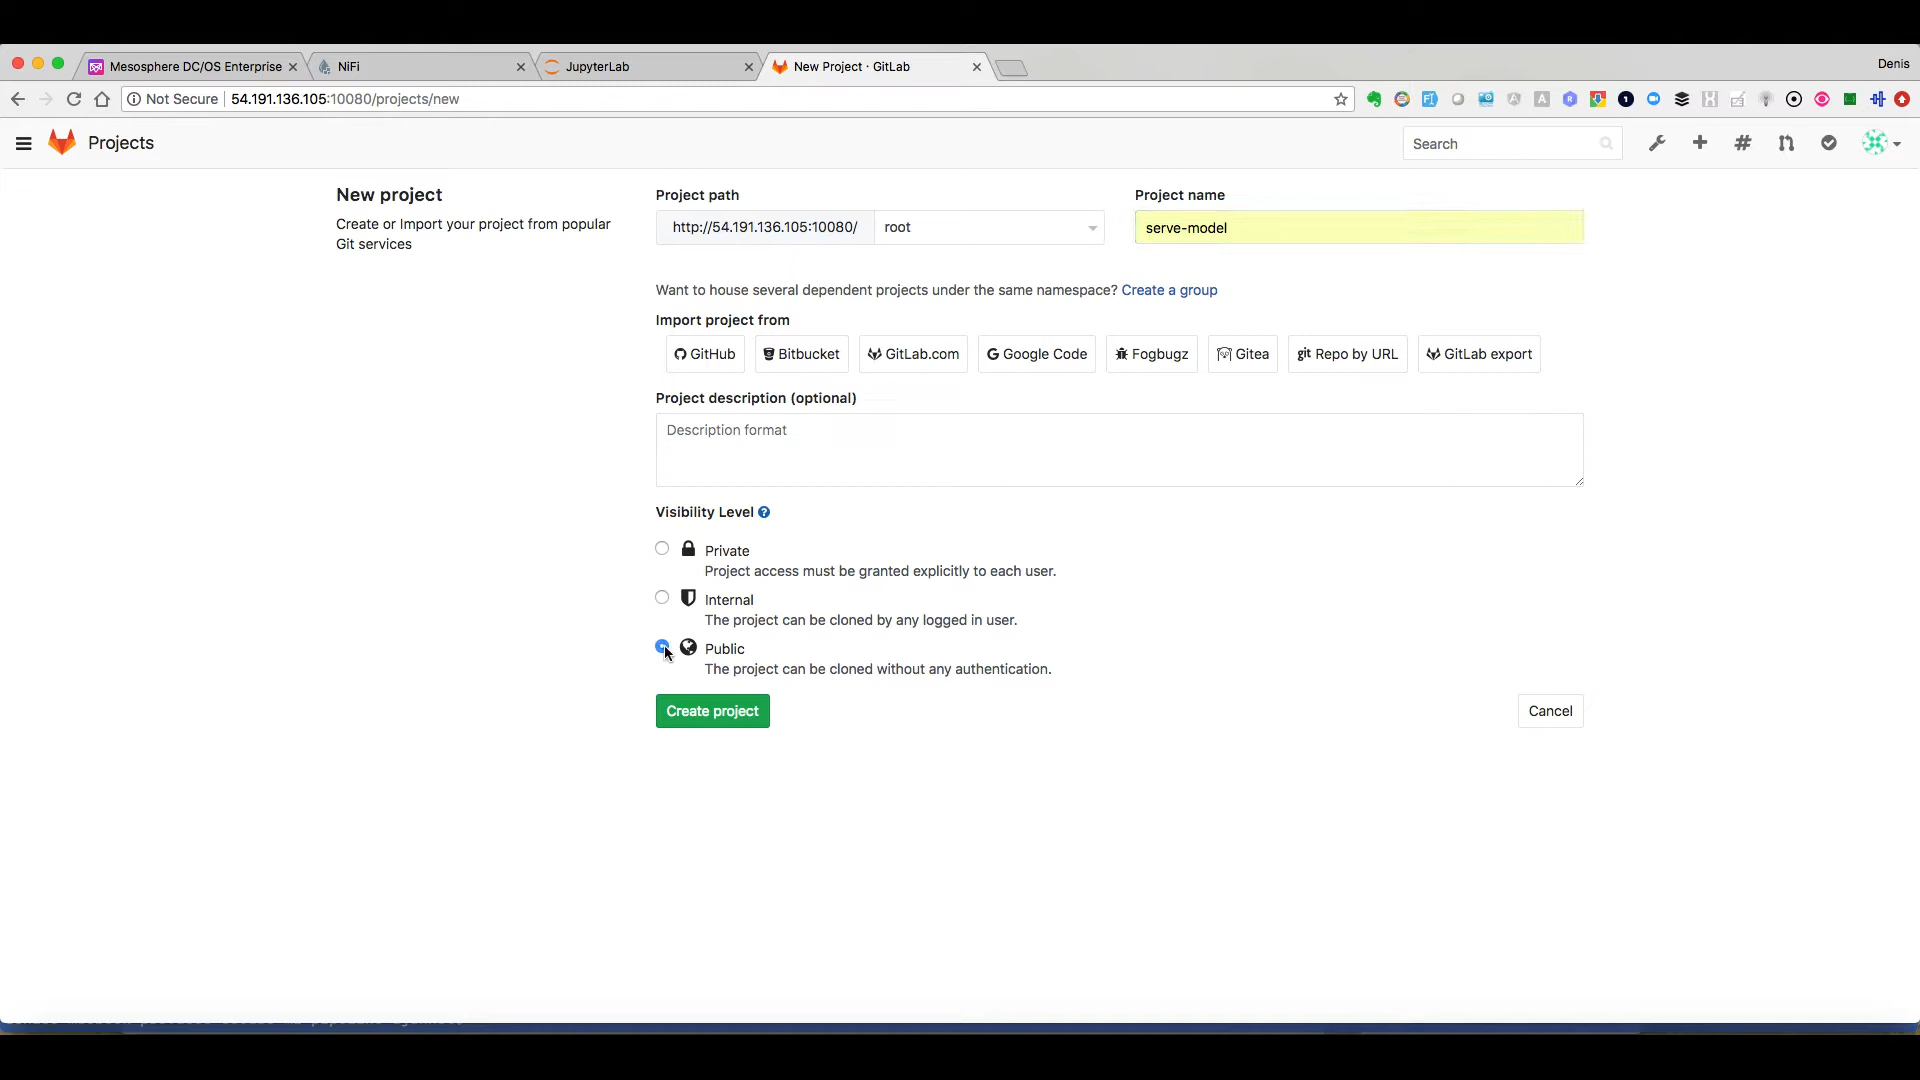 Mesosphere DC/OS Enterprise
NiFi
JupyterLab
New Project · GitLab
Denis
Not Secure
54.191.136.105:10080/projects/new
Projects
Search
New project
Create or Import your project from popular
Git services
Project path
Project name
http://54.191.136.105:10080/
root
serve-model
Want to house several dependent projects under the same namespace? Create a group
Import project from
GitHub
Bitbucket
GitLab.com
Google Code
Fogbugz
Gitea
git Repo by URL
GitLab export
Project description (optional)
Description format
Visibility Level ?
Private
Project access must be granted explicitly to each user.
Internal
The project can be cloned by any logged in user.
Public
The project can be cloned without any authentication.
Create project
Cancel